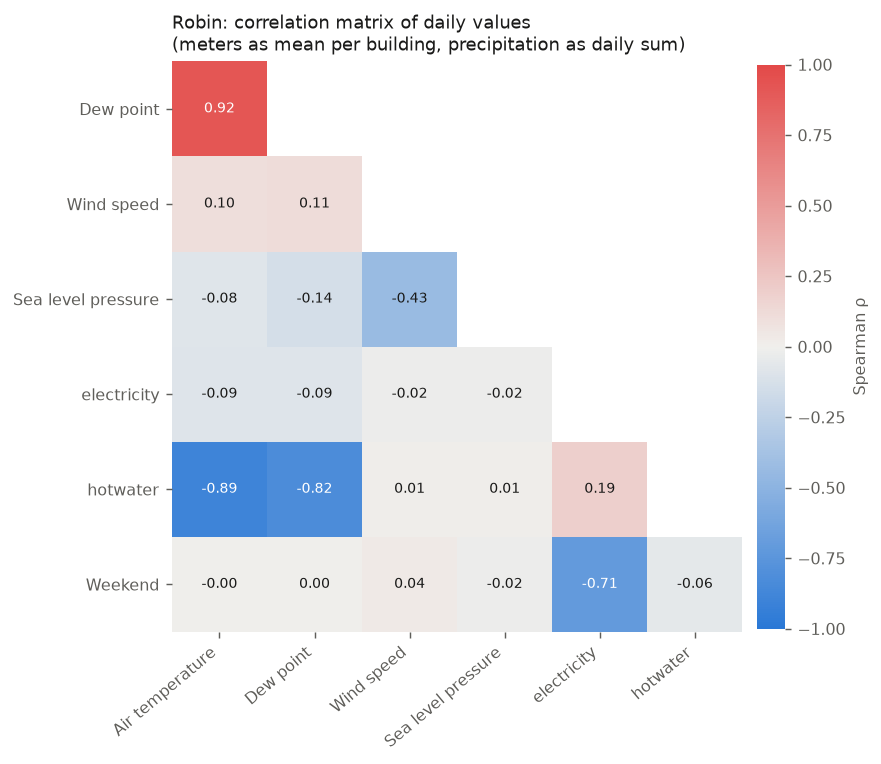 Robin: correlation matrix of daily values
(meters as mean per building, precipitation as daily sum)
1.00
0.75
0.50
0.25
0.00
−0.25
−0.50
−0.75
−1.00
Spearman ρ
Dew point 0.92
Wind speed 0.10 0.11
Sea level pressure -0.08 -0.14 -0.43
electricity -0.09 -0.09 -0.02 -0.02
hotwater -0.89 -0.82 0.01 0.01 0.19
Weekend -0.00 0.00 0.04 -0.02 -0.71 -0.06
Air temperature
Dew point
Wind speed
Sea level pressure
electricity
hotwater